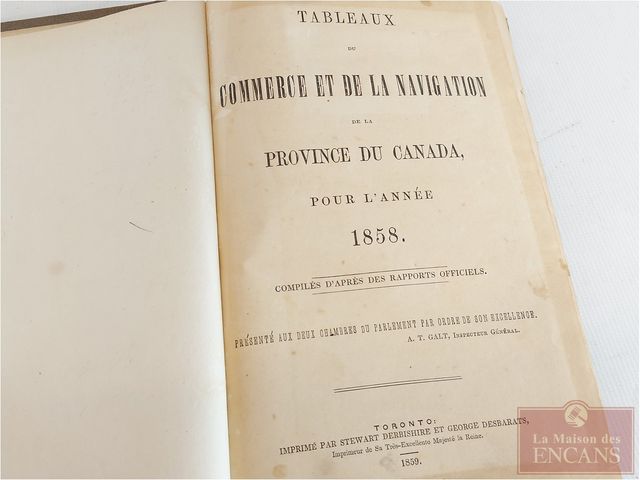 TABLEAUX
DU
COMMERCE ET DE LA NAVIGATION
DE LA
PROVINCE DU CANADA,
POUR L'ANNÉE
1858.
COMPILÉS D'APRÈS DES RAPPORTS OFFICIELS.
PRÉSENTÉ AUX DEUX CHAMBRES DU PARLEMENT PAR ORDRE DE SON EXCELLENCE.
A. T. GALT, INSPECTEUR GÉNÉRAL.
TORONTO:
IMPRIMÉ PAR STEWART DERBISHIRE ET GEORGE DESBARATS,
Imprimeur de Sa Très-Excellente Majesté la Reine.
1859.
La Maison des
ENCANS